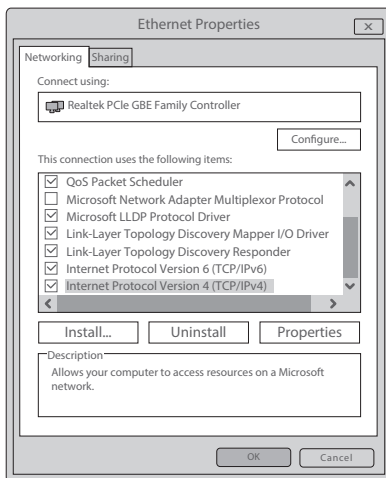 Ethernet Properties
Networking Sharing
Connect using:
Realtek PCle GBE Family Controller
Configure...
This connection uses the following items:
QoS Packet Scheduler
Microsoft Network Adapter Multiplexor Protocol
Microsoft LLDP Protocol Driver
Link-Layer Topology Discovery Mapper I/O Driver
Link-Layer Topology Discovery Responder
Internet Protocol Version 6 (TCP/IPv6)
Internet Protocol Version 4 (TCP/IPv4)
Install... Uninstall Properties
Description
Allows your computer to access resources on a Microsoft
network.
OK Cancel